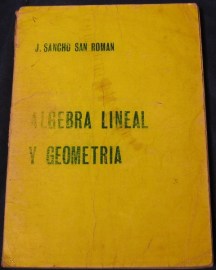 J. SANCHO SAN ROMAN
ALGEBRA LINEAL
Y GEOMETRIA